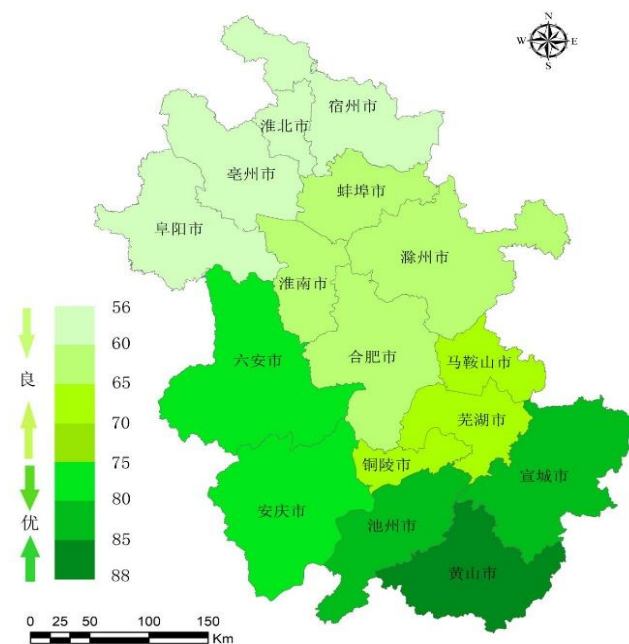 N
W E
S
宿州市
淮北市
亳州市
蚌埠市
阜阳市
滁州市
淮南市
六安市
合肥市
马鞍山市
芜湖市
铜陵市
宣城市
安庆市
池州市
黄山市
良
优
56
60
65
70
75
80
85
88
0 25 50 100 150
Km